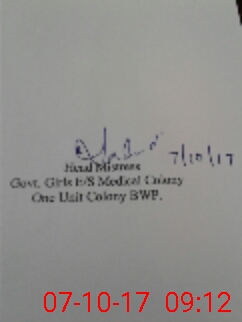 7/10/17
Head Mistress
Govt. Girls E/S Medical Colony
One Unit Colony BWP.
07-10-17 09:12